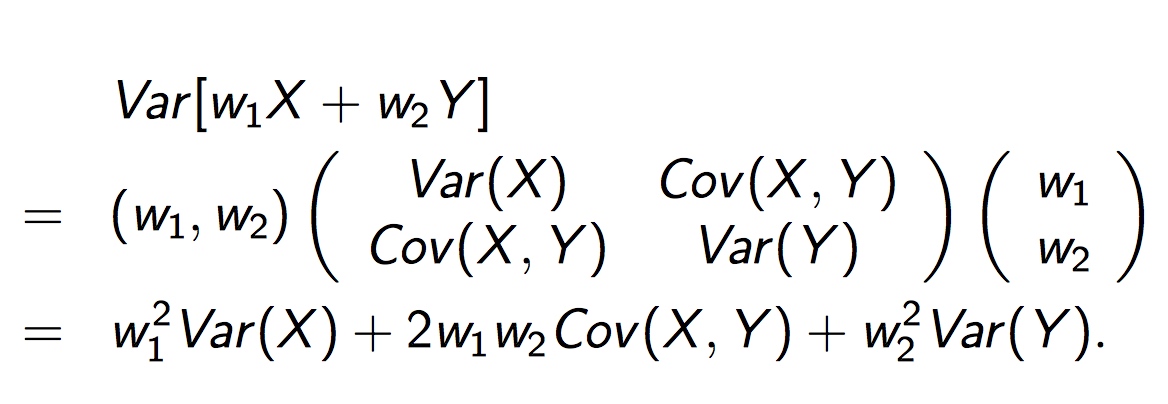 Var[w₁X + w₂Y]
= (w₁, w₂) ( Var(X) Cov(X, Y) ) ( w₁ )
( Cov(X, Y) Var(Y) ) ( w₂ )
= w₁²Var(X) + 2w₁w₂Cov(X, Y) + w₂²Var(Y).